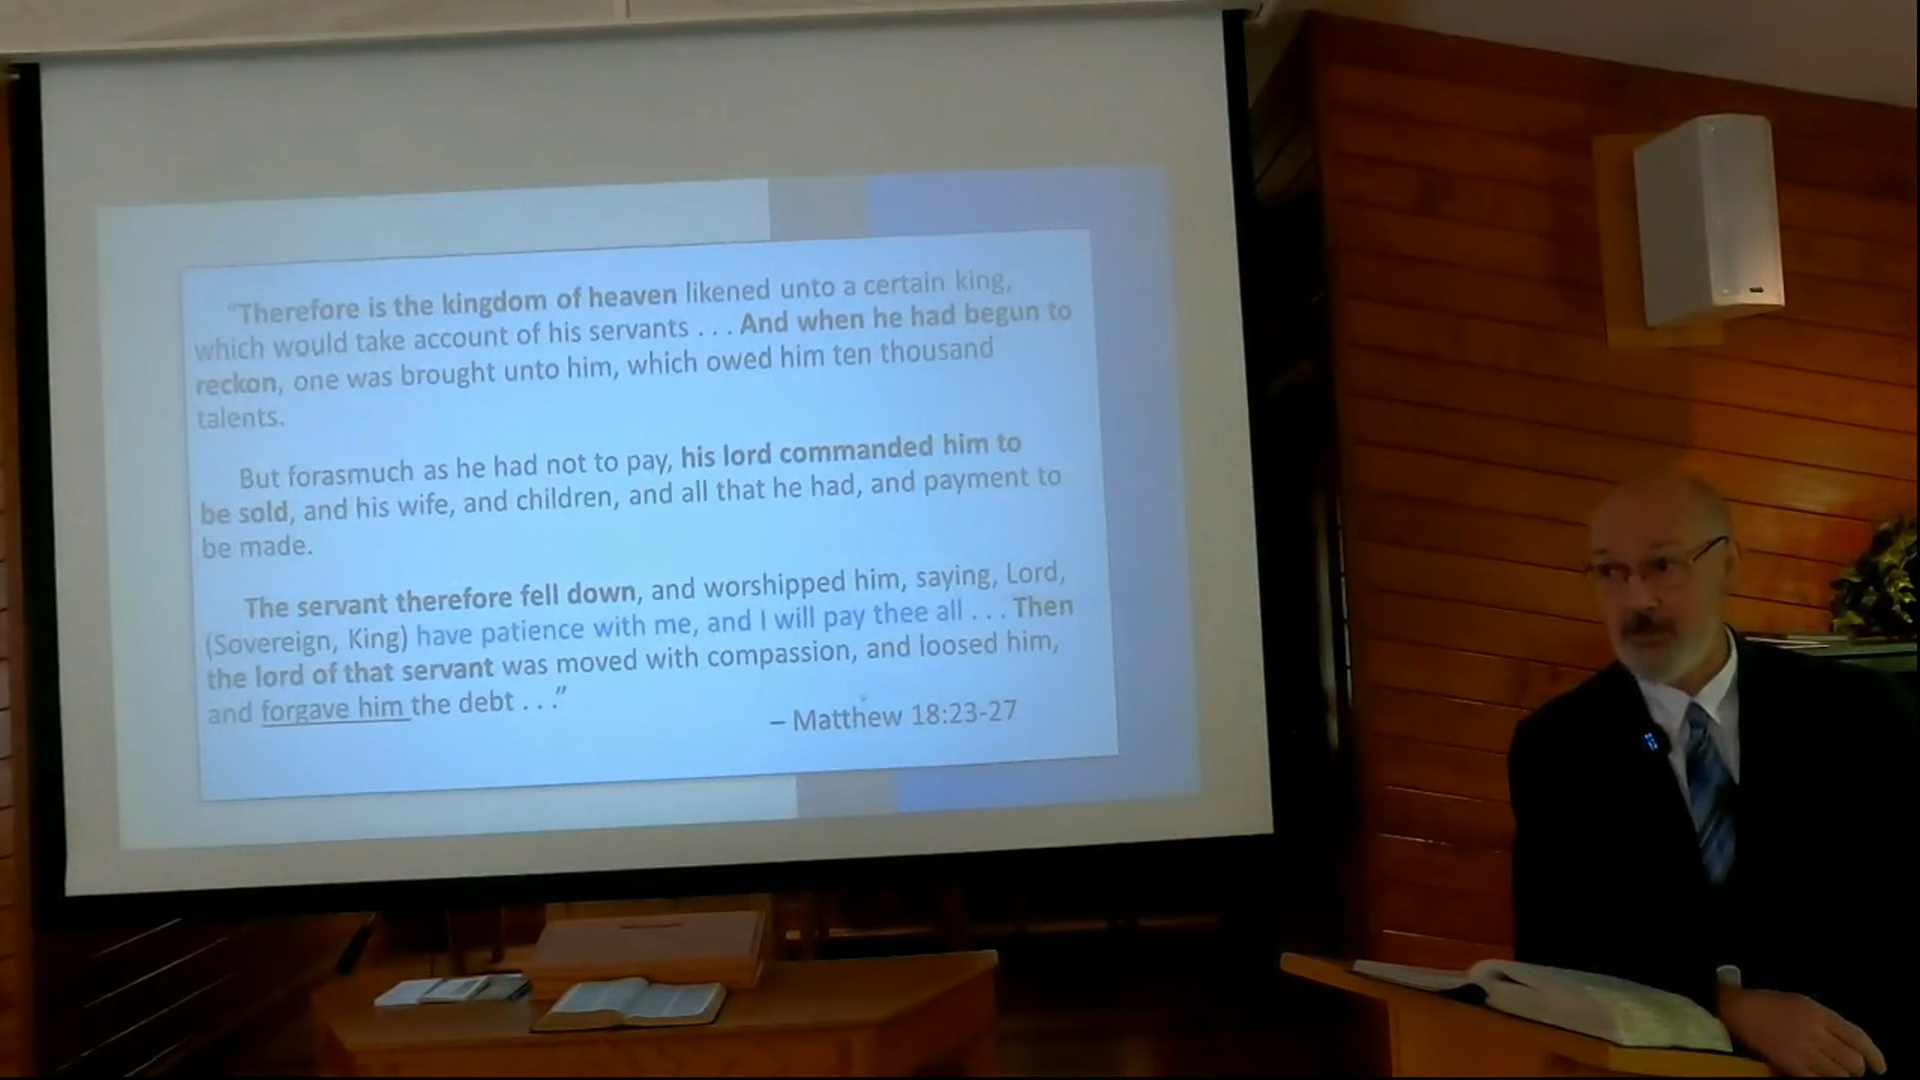 “Therefore is the kingdom of heaven likened unto a certain king,
which would take account of his servants . . . And when he had begun to
reckon, one was brought unto him, which owed him ten thousand
talents.
But forasmuch as he had not to pay, his lord commanded him to
be sold, and his wife, and children, and all that he had, and payment to
be made.
The servant therefore fell down, and worshipped him, saying, Lord,
(Sovereign, King) have patience with me, and I will pay thee all . . . Then
the lord of that servant was moved with compassion, and loosed him,
and forgave him the debt . . .”
– Matthew 18:23-27